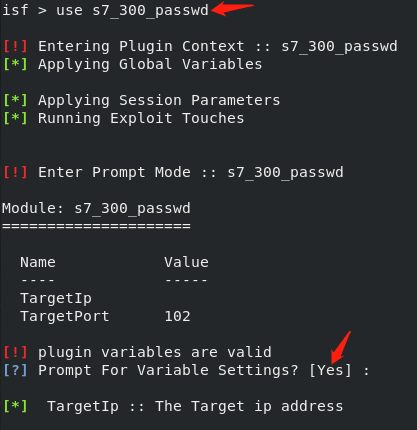 isf > use s7_300_passwd
[!] Entering Plugin Context :: s7_300_passwd
[*] Applying Global Variables
[*] Applying Session Parameters
[*] Running Exploit Touches
[!] Enter Prompt Mode :: s7_300_passwd
Module: s7_300_passwd
=====================
Name Value
---- -----
TargetIp
TargetPort 102
[!] plugin variables are valid
[?] Prompt For Variable Settings? [Yes] :
[*] TargetIp :: The Target ip address